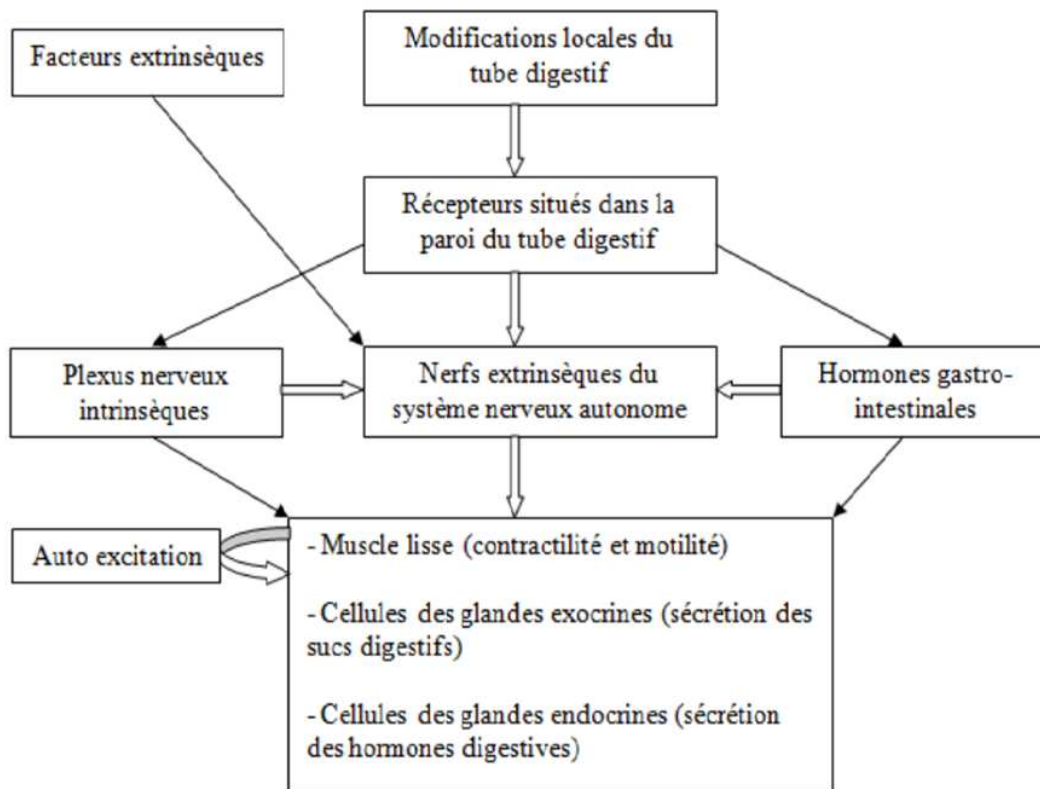 Facteurs extrinsèques
Modifications locales du
tube digestif
Récepteurs situés dans la
paroi du tube digestif
Plexus nerveux
intrinsèques
Nerfs extrinsèques du
système nerveux autonome
Hormones gastro-
intestinales
Auto excitation
- Muscle lisse (contractilité et motilité)
- Cellules des glandes exocrines (sécrétion des
sucs digestifs)
- Cellules des glandes endocrines (sécrétion
des hormones digestives)